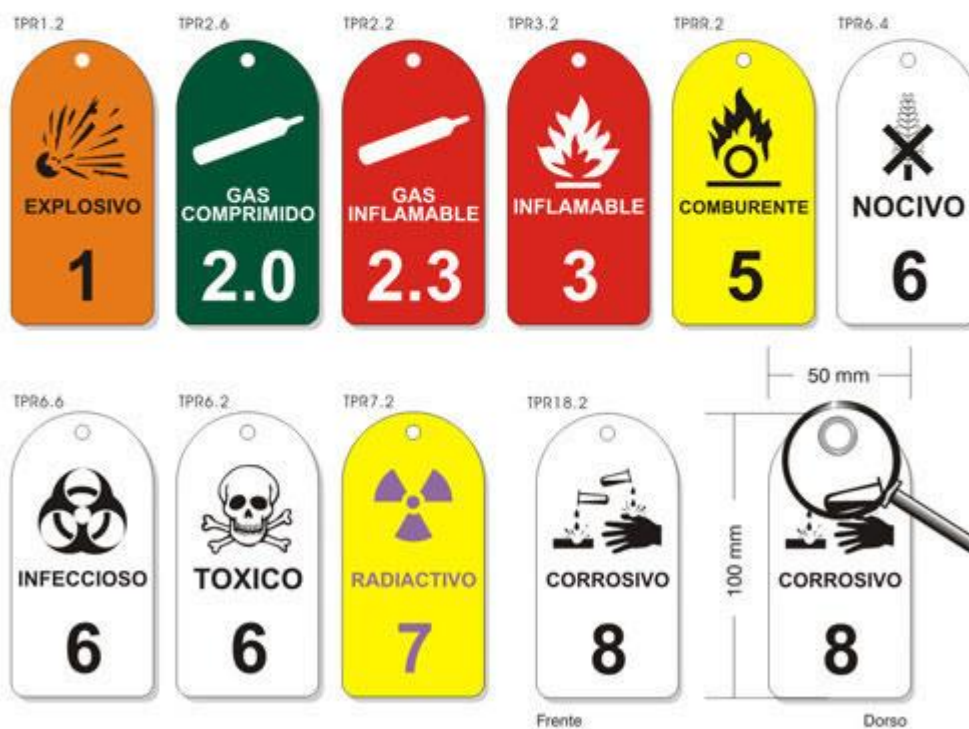 TPR1.2
TPR2.6
TPR2.2
TPR3.2
TPRR.2
TPR6.4
EXPLOSIVO
1
GAS
COMPRIMIDO
2.0
GAS
INFLAMABLE
2.3
INFLAMABLE
3
COMBURENTE
5
NOCIVO
6
TPR6.6
TPR6.2
TPR7.2
TPR18.2
50 mm
100 mm
INFECCIOSO
6
TOXICO
6
RADIACTIVO
7
CORROSIVO
8
CORROSIVO
8
Frente
Dorso